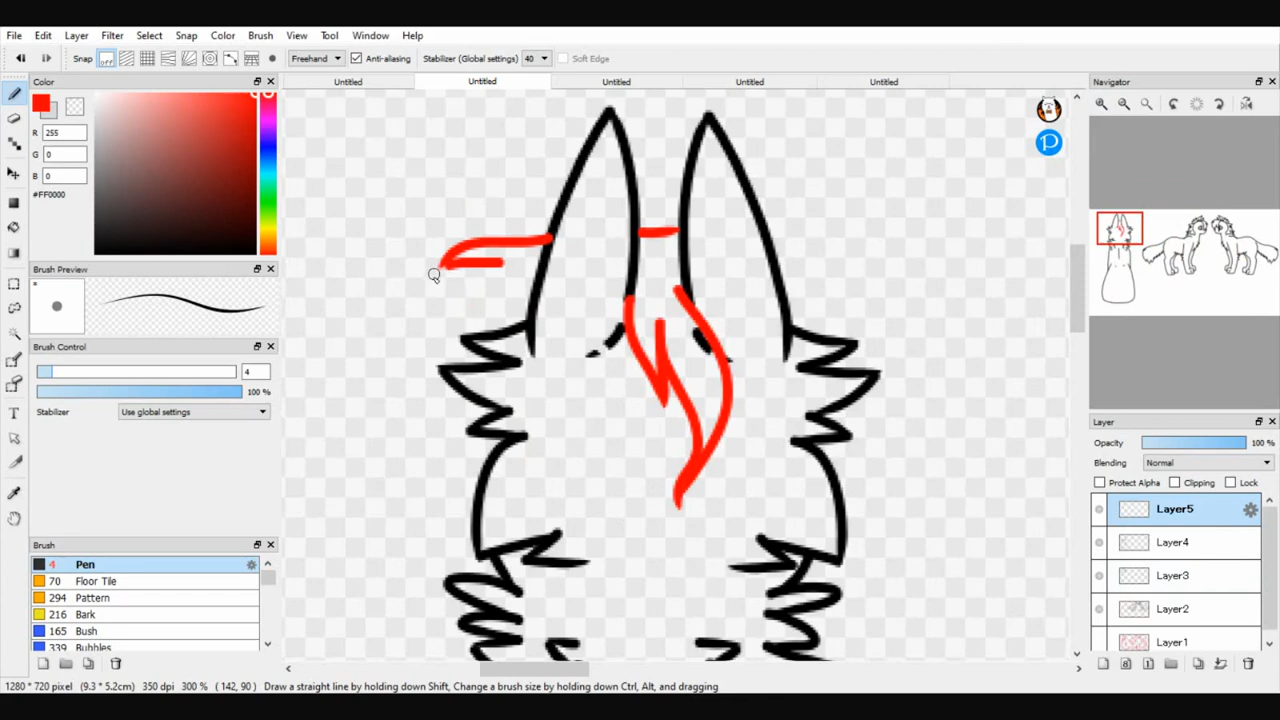 File Edit Layer Filter Select Snap Color Brush View Tool Window Help
Snap off Freehand Anti-aliasing Stabilizer (Global settings) 40 Soft Edge
Color
Untitled Untitled Untitled Untitled Untitled
Navigator
R 255
G 0
B 0
#FF0000
Brush Preview
*
Brush Control
4
100 %
Stabilizer Use global settings
Layer
Opacity 100 %
Blending Normal
Protect Alpha Clipping Lock
Layer5
Layer4
Layer3
Layer2
Layer1
Brush
4 Pen
70 Floor Tile
294 Pattern
216 Bark
165 Bush
339 Bubbles
1280 * 720 pixel (9.3 * 5.2cm) 350 dpi 300 % ( 142, 90 ) Draw a straight line by holding down Shift, Change a brush size by holding down Ctrl, Alt, and dragging